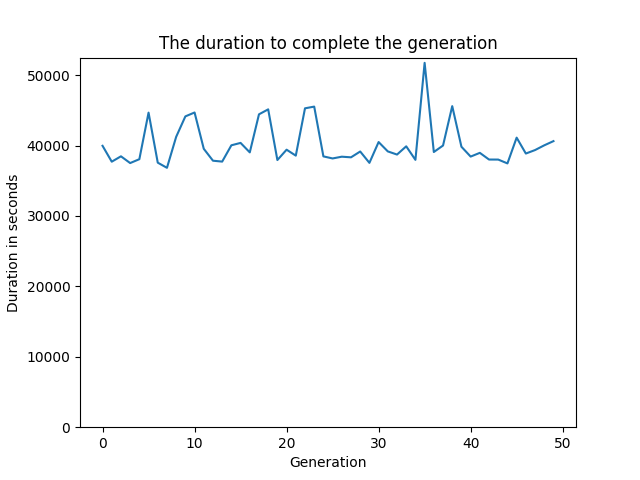 The duration to complete the generation
50000
40000
30000
20000
10000
0
Duration in seconds
0 10 20 30 40 50
Generation